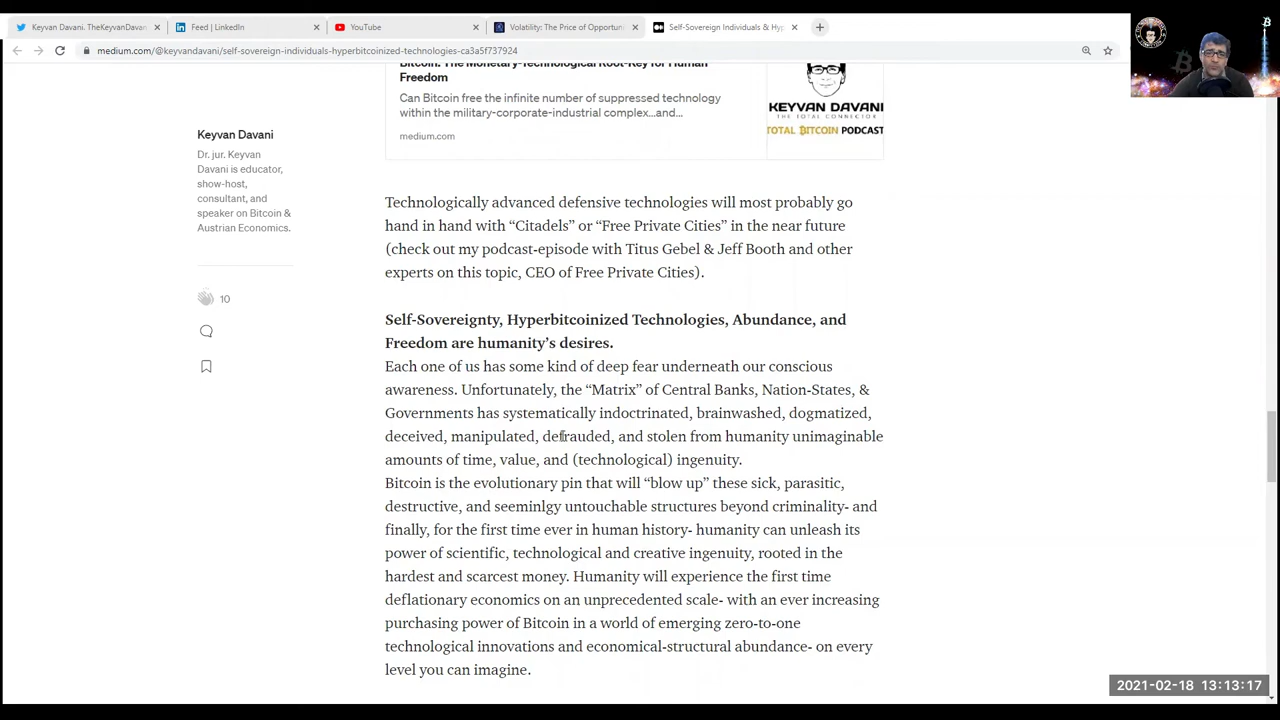 Keyvan Davani. TheKeyvanDavan
Feed | LinkedIn
YouTube
Volatility: The Price of Opportuni
Self-Sovereign Individuals & Hyp
medium.com/@keyvandavani/self-sovereign-individuals-hyperbitcoinized-technologies-ca3a5f737924
Bitcoin: The Monetary-Technological Root-Key for Human
Freedom
Can Bitcoin free the infinite number of suppressed technology
within the military-corporate-industrial complex...and...
medium.com
KEYVAN DAVANI
THE TOTAL CONNECTOR
TOTAL BITCOIN PODCAST
Keyvan Davani
Dr. jur. Keyvan
Davani is educator,
show-host,
consultant, and
speaker on Bitcoin &
Austrian Economics.
10
Technologically advanced defensive technologies will most probably go
hand in hand with “Citadels” or “Free Private Cities” in the near future
(check out my podcast-episode with Titus Gebel & Jeff Booth and other
experts on this topic, CEO of Free Private Cities).
Self-Sovereignty, Hyperbitcoinized Technologies, Abundance, and
Freedom are humanity’s desires.
Each one of us has some kind of deep fear underneath our conscious
awareness. Unfortunately, the “Matrix” of Central Banks, Nation-States, &
Governments has systematically indoctrinated, brainwashed, dogmatized,
deceived, manipulated, defrauded, and stolen from humanity unimaginable
amounts of time, value, and (technological) ingenuity.
Bitcoin is the evolutionary pin that will “blow up” these sick, parasitic,
destructive, and seeminlgy untouchable structures beyond criminality- and
finally, for the first time ever in human history- humanity can unleash its
power of scientific, technological and creative ingenuity, rooted in the
hardest and scarcest money. Humanity will experience the first time
deflationary economics on an unprecedented scale- with an ever increasing
purchasing power of Bitcoin in a world of emerging zero-to-one
technological innovations and economical-structural abundance- on every
level you can imagine.
2021-02-18 13:13:17